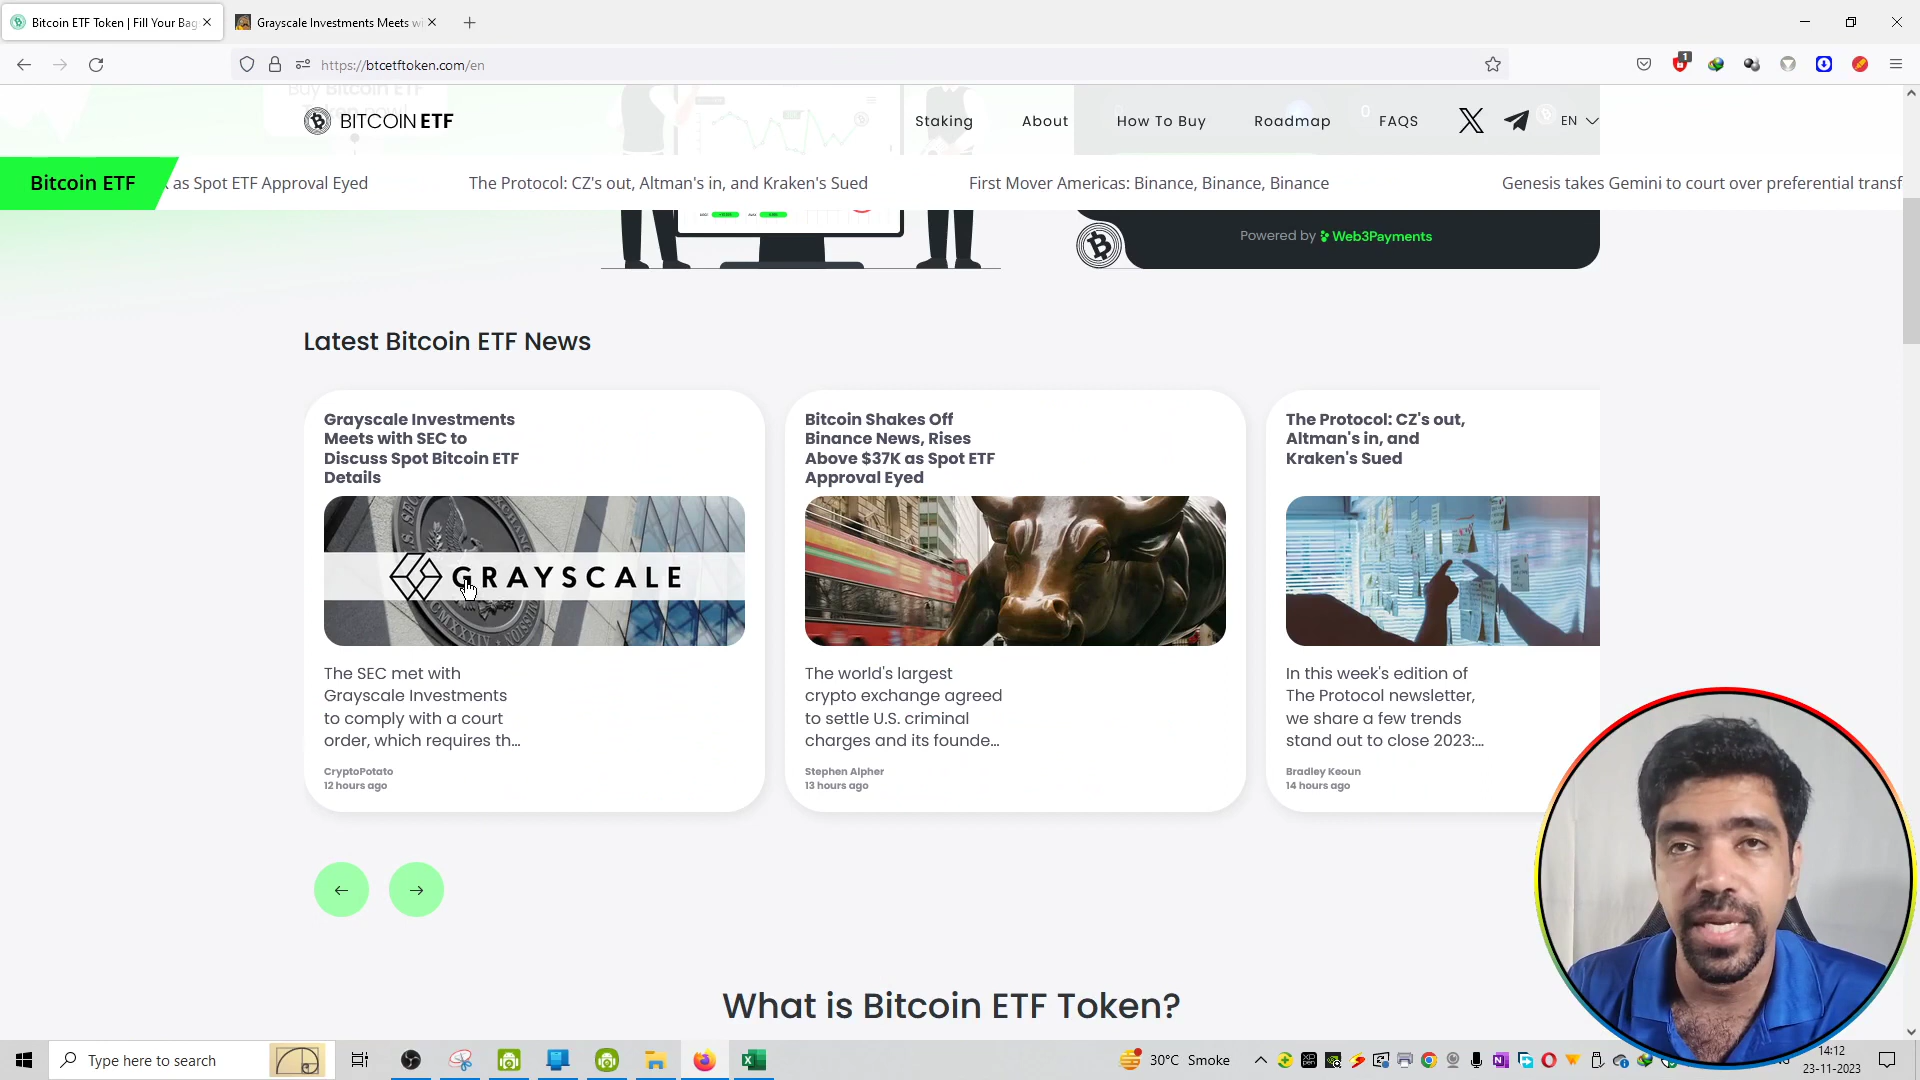 Bitcoin ETF Token | Fill Your Bag
Grayscale Investments Meets wi
https://btcetftoken.com/en
1
Buy Bitcoin ETF
Token now!
BITCOIN ETF
Staking
About
How To Buy
Roadmap
FAQS
EN
Bitcoin ETF
as Spot ETF Approval Eyed
The Protocol: CZ's out, Altman's in, and Kraken's Sued
First Mover Americas: Binance, Binance, Binance
Genesis takes Gemini to court over preferential transf
Powered by Web3Payments
Latest Bitcoin ETF News
Grayscale Investments
Meets with SEC to
Discuss Spot Bitcoin ETF
Details
GRAYSCALE
The SEC met with
Grayscale Investments
to comply with a court
order, which requires th...
CryptoPotato
12 hours ago
Bitcoin Shakes Off
Binance News, Rises
Above $37K as Spot ETF
Approval Eyed
The world's largest
crypto exchange agreed
to settle U.S. criminal
charges and its founde...
Stephen Alpher
13 hours ago
The Protocol: CZ's out,
Altman's in, and
Kraken's Sued
In this week's edition of
The Protocol newsletter,
we share a few trends
stand out to close 2023:...
Bradley Keoun
14 hours ago
What is Bitcoin ETF Token?
Type here to search
30°C Smoke
14:12
23-11-2023